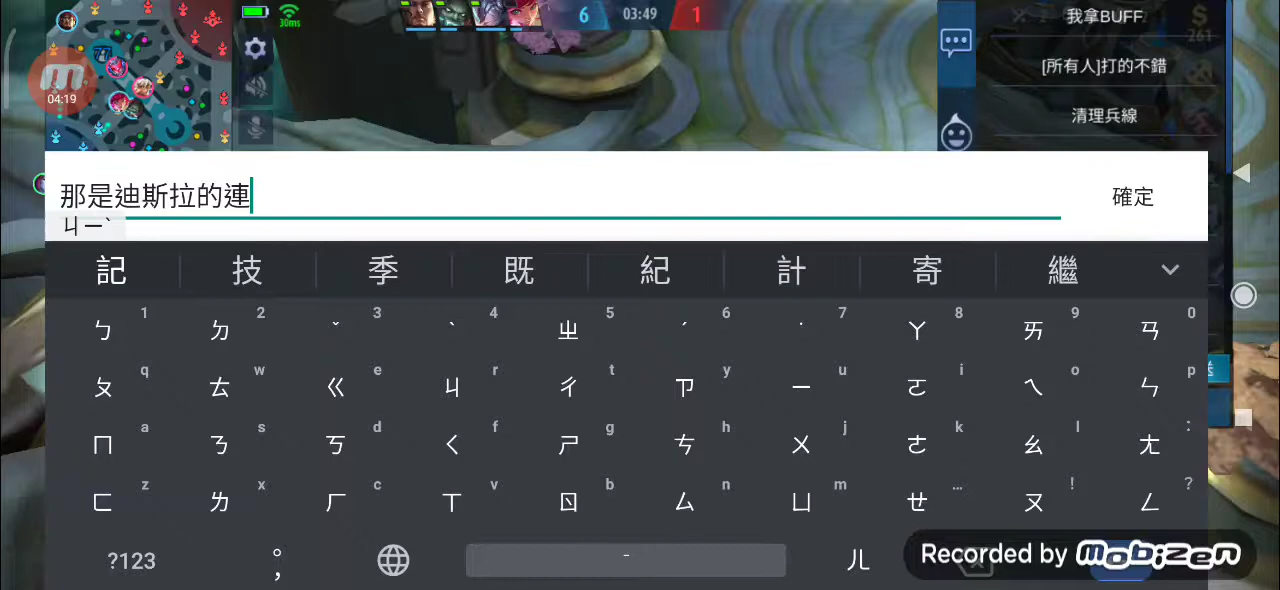 30ms
6
03:49
1
我拿BUFF
261
[所有人]打的不錯
清理兵線
04:19
那是迪斯拉的連
ㄐㄧˋ
確定
記 技 季 既 紀 計 寄 繼
1 2 3 4 5 6 7 8 9 0
ㄅ ㄉ ˇ ˋ ㄓ ˊ ˙ ㄚ ㄞ ㄢ
q w e r t y u i o p
ㄆ ㄊ ㄍ ㄐ ㄔ ㄗ ㄧ ㄛ ㄟ ㄣ
a s d f g h j k l :
ㄇ ㄋ ㄎ ㄑ ㄕ ㄘ ㄨ ㄜ ㄠ ㄤ
z x c v b n m … ! ?
ㄈ ㄌ ㄏ ㄒ ㄖ ㄙ ㄩ ㄝ ㄡ ㄥ
?123 ° , ˉ ㄦ
Recorded by mobizen